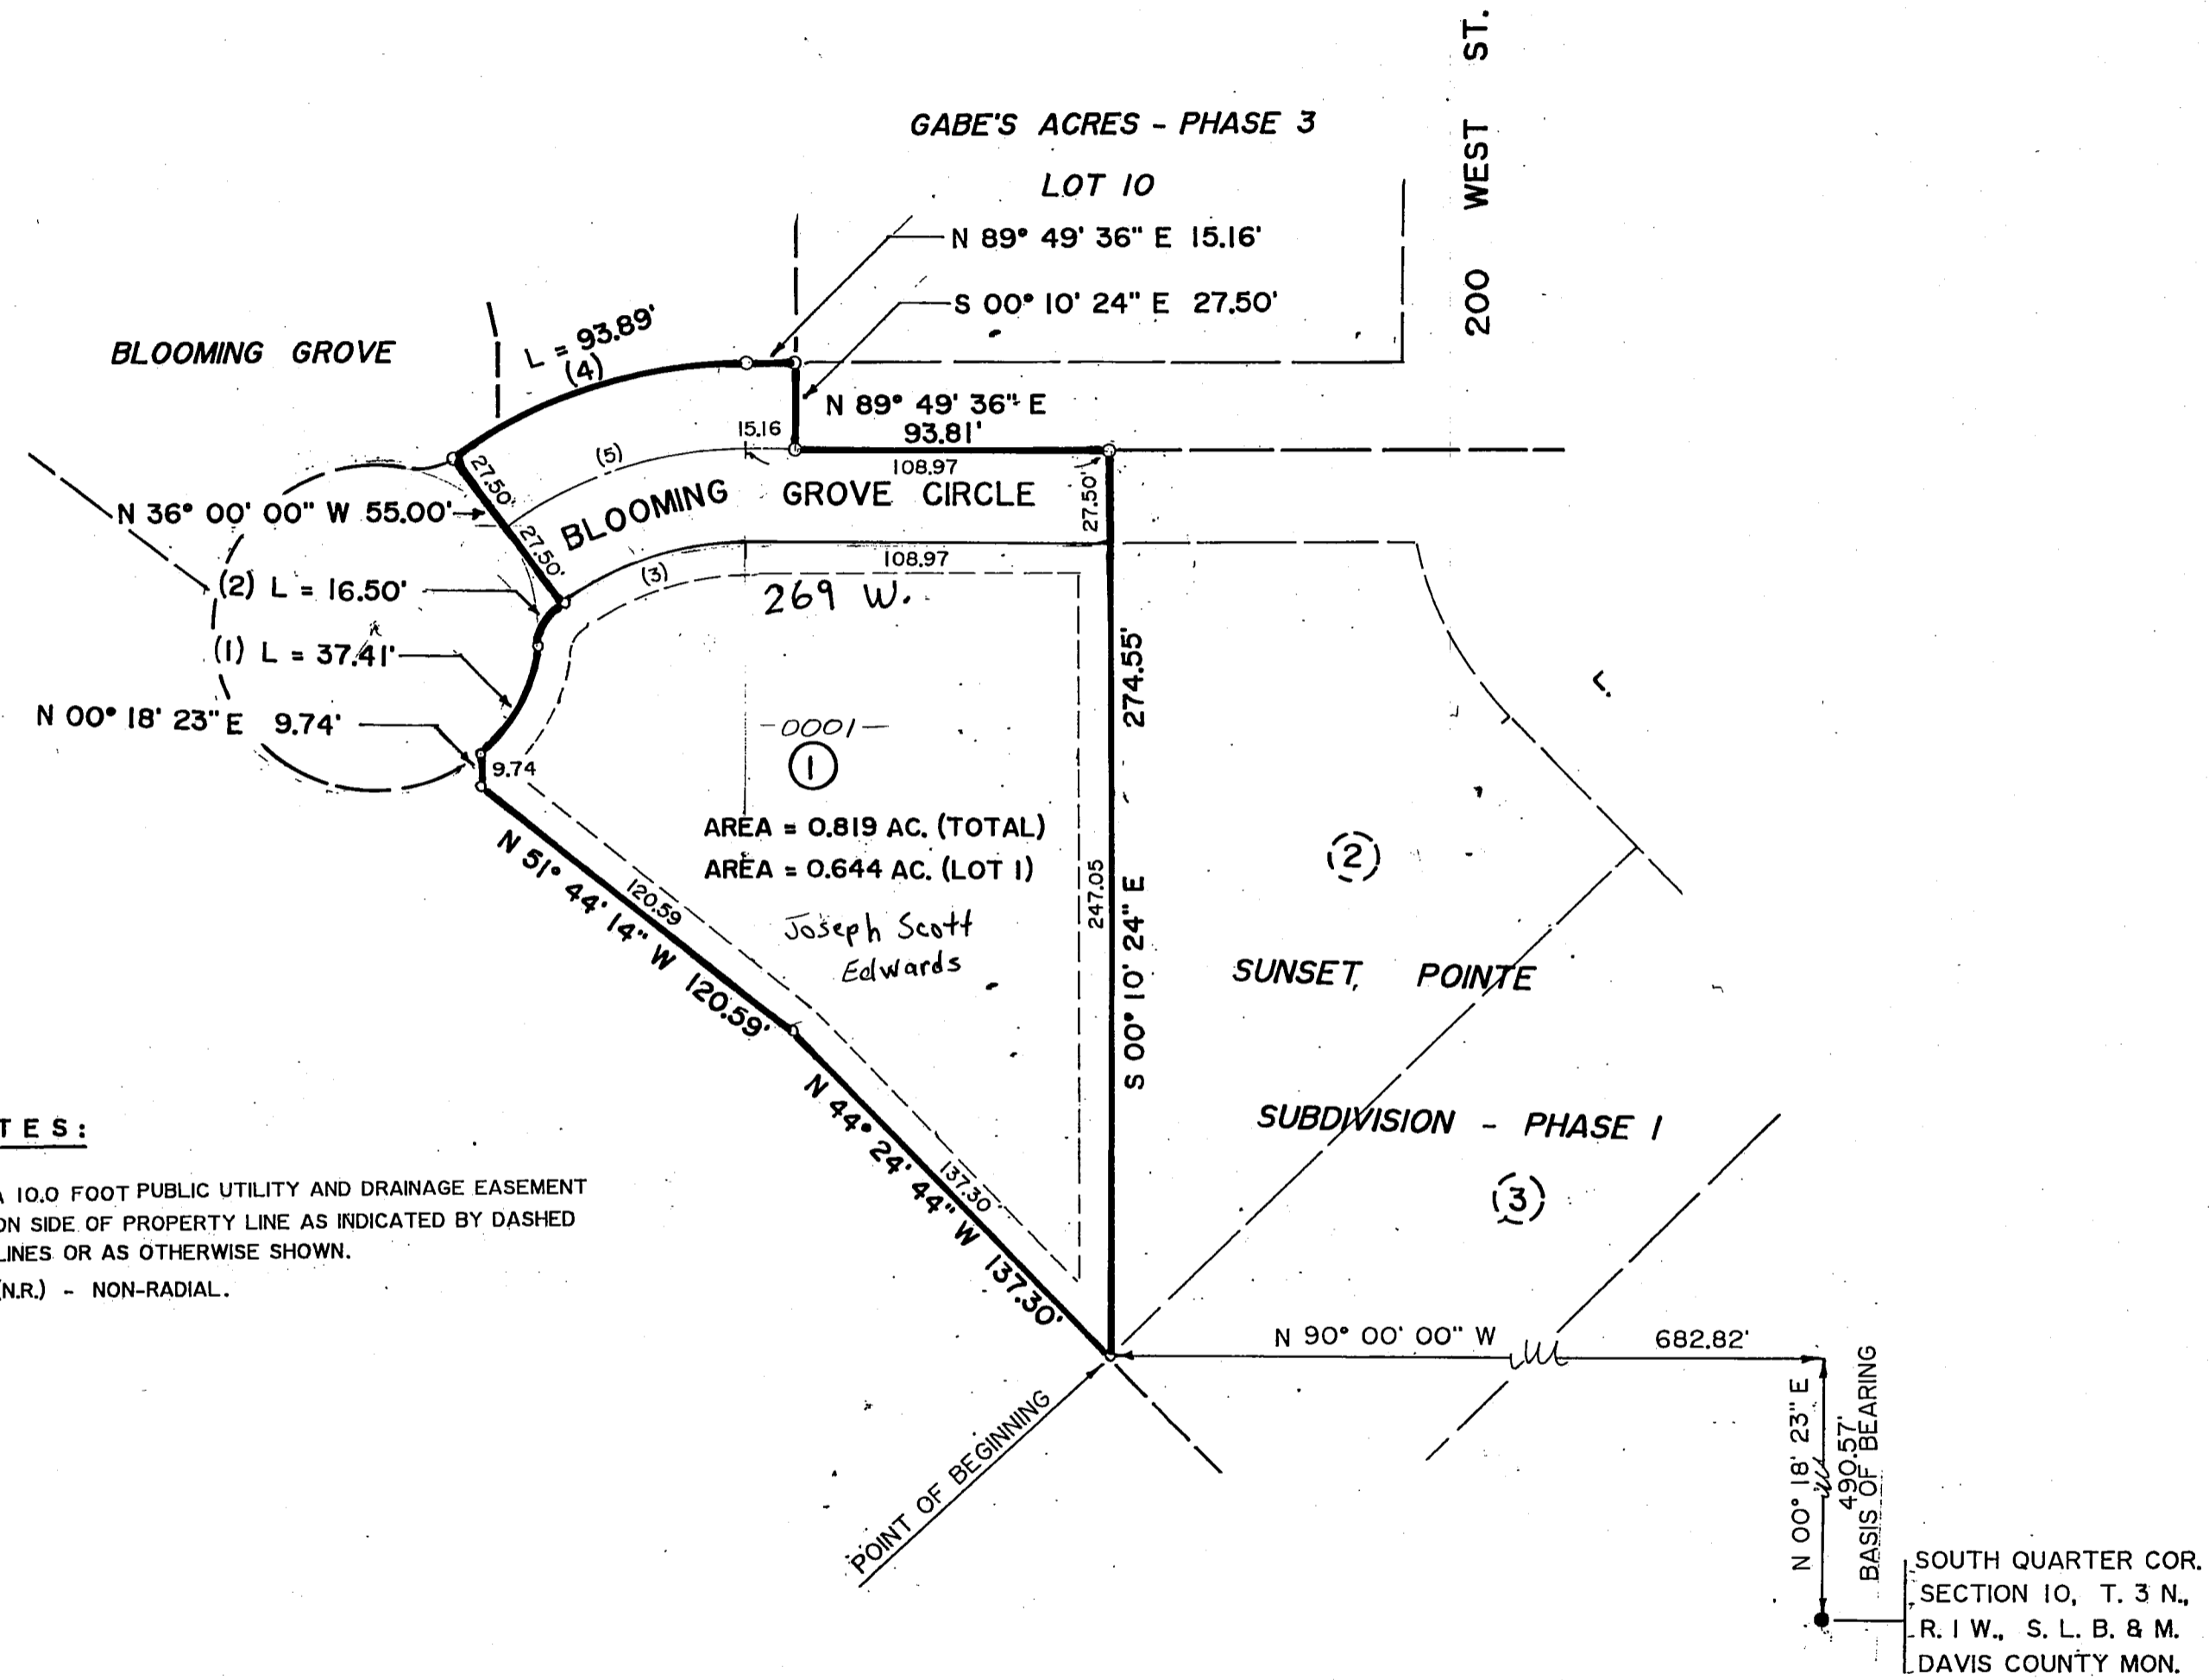 200 WEST ST.
GABE'S ACRES - PHASE 3
LOT 10
N 89° 49' 36" E 15.16'
S 00° 10' 24" E 27.50'
BLOOMING GROVE
L = 93.89'
(4)
N 89° 49' 36" E
93.81'
15.16
(5)
108.97
27.50'
27.50'
27.50'
BLOOMING GROVE CIRCLE
N 36° 00' 00" W 55.00'
108.97
(3)
269 W.
(2) L = 16.50'
(1) L = 37.41'
N 00° 18' 23" E 9.74'
9.74
274.55'
S 00° 10' 24" E
247.05
-0001-
1
AREA = 0.819 AC. (TOTAL)
AREA = 0.644 AC. (LOT 1)
Joseph Scott
Edwards
120.59
N 51° 44' 14" W 120.59'
137.30
N 44° 24' 44" W 137.30'
(2)
SUNSET, POINTE
SUBDIVISION - PHASE 1
(3)
TES:
A 10.0 FOOT PUBLIC UTILITY AND DRAINAGE EASEMENT
ON SIDE OF PROPERTY LINE AS INDICATED BY DASHED
LINES OR AS OTHERWISE SHOWN.
(N.R.) - NON-RADIAL.
N 90° 00' 00" W 682.82'
POINT OF BEGINNING
N 00° 18' 23" E
490.57'
BASIS OF BEARING
SOUTH QUARTER COR.
SECTION 10, T. 3 N.,
R. 1 W., S. L. B. & M.
DAVIS COUNTY MON.